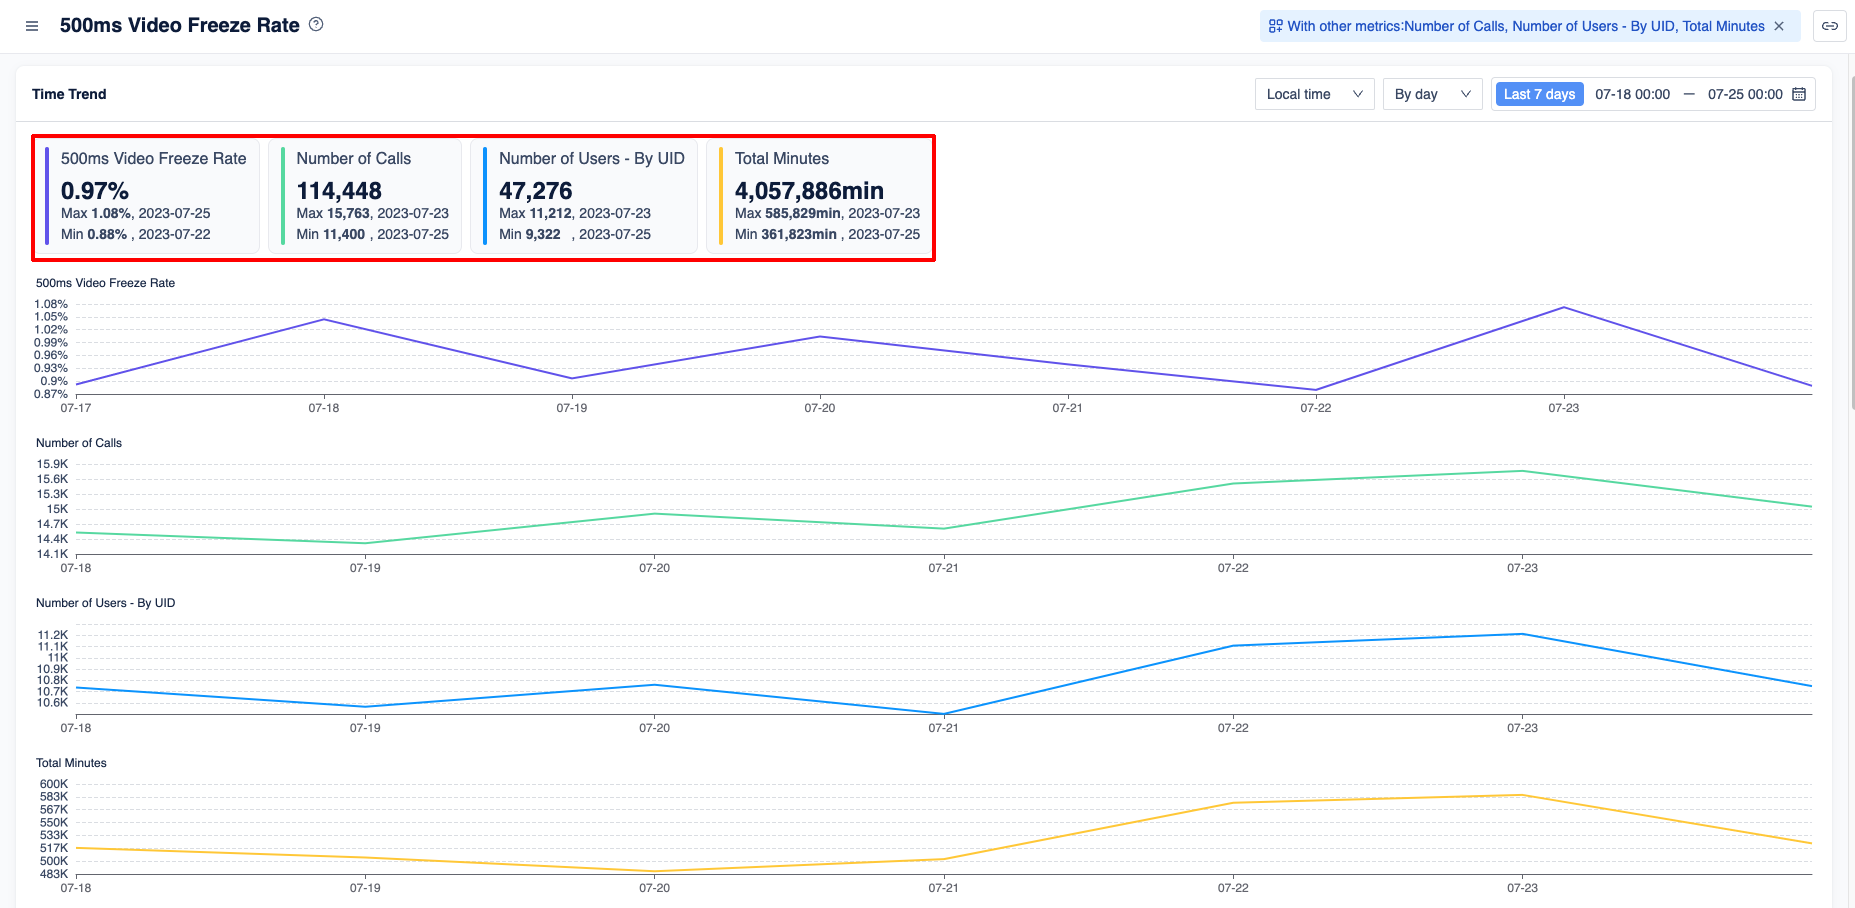 500ms Video Freeze Rate
With other metrics:Number of Calls, Number of Users - By UID, Total Minutes
Time Trend
Local time
By day
Last 7 days 07-18 00:00 — 07-25 00:00
500ms Video Freeze Rate
0.97%
Max 1.08%, 2023-07-25
Min 0.88% , 2023-07-22
Number of Calls
114,448
Max 15,763, 2023-07-23
Min 11,400 , 2023-07-25
Number of Users - By UID
47,276
Max 11,212, 2023-07-23
Min 9,322 , 2023-07-25
Total Minutes
4,057,886min
Max 585,829min, 2023-07-23
Min 361,823min , 2023-07-25
500ms Video Freeze Rate
1.08%
1.05%
1.02%
0.99%
0.96%
0.93%
0.9%
0.87%
07-17 07-18 07-19 07-20 07-21 07-22 07-23
Number of Calls
15.9K
15.6K
15.3K
15K
14.7K
14.4K
14.1K
07-18 07-19 07-20 07-21 07-22 07-23
Number of Users - By UID
11.2K
11.1K
11K
10.9K
10.8K
10.7K
10.6K
07-18 07-19 07-20 07-21 07-22 07-23
Total Minutes
600K
583K
567K
550K
533K
517K
500K
483K
07-18 07-19 07-20 07-21 07-22 07-23